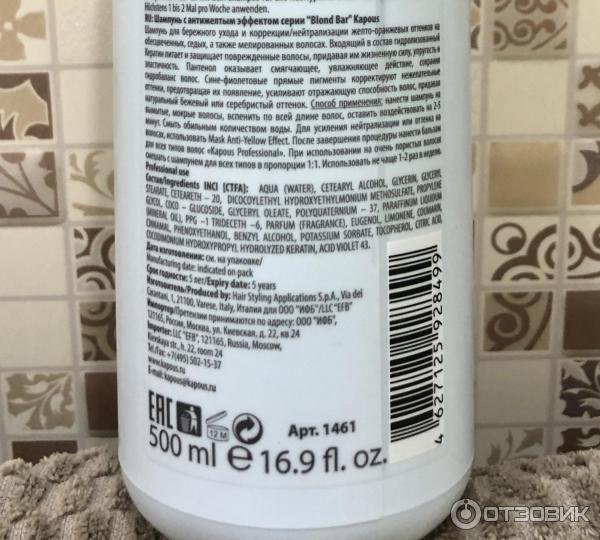 Höchstens 1 bis 2 Mal pro Woche anwenden.
RU: Шампунь с антижелтым эффектом серии "Blond Bar" Kapous
Шампунь для бережного ухода и коррекции/нейтрализации желто-оранжевых оттенков на
обесцвеченных, седых, а также мелированных волосах. Входящий в состав гидролизованный
Кератин питает и защищает поврежденные волосы, придавая им жизненную силу, упругость и
эластичность. Пантенол оказывает смягчающее, увлажняющее действие, сохраняя
гидробаланс волос. Сине-фиолетовые прямые пигменты корректируют нежелательные
оттенки, предотвращая их появление, усиливают отражающую способность волос, придавая
натуральный бежевый или серебристый оттенок. Способ применения: нанести шампунь на
влажные, мокрые волосы, вспенить по всей длине волос, оставить воздействовать на 2-5
минут. Смыть обильным количеством воды. Для усиления нейтрализации или оттенка на
волосах, использовать Mask Anti-Yellow Effect. После завершения процедуры нанести бальзам
для волос «Kapous Professional». При использовании на очень пористых волосах
смешать с шампунем для всех типов в пропорции 1:1. Использовать не чаще 1-2 раз в неделю.
Professional use
Состав/Ingredients INCI (CTFA): AQUA (WATER), CETEARYL ALCOHOL, GLYCERIN, GLYCERYL
STEARATE, CETEARETH – 20, DICOCOYLETHYL HYDROXYETHYLMONIUM METHOSULFATE, PROPYLENE
GLYCOL, COCO – GLUCOSIDE, GLYCERYL OLEATE, POLYQUATERNIUM – 37, PARAFFINUM LIQUIDUM
(MINERAL OIL), PPG –1 TRIDECETH –6, PARFUM (FRAGRANCE), EUGENOL, LIMONENE, COUMARIN,
CINNAMAL, PHENOXYETHANOL, BENZYL ALCOHOL, POTASSIUM SORBATE, TOCOPHEROL, CITRIC ACID,
COCODIMONIUM HYDROXYPROPYL HYDROLYZED KERATIN, ACID VIOLET 43.
Дата изготовления: см. на упаковке/
Manufacturing date: indicated on pack
Срок годности: 5 лет/Expiry date: 5 years
Изготовитель/Produced by: Hair Styling Applications S.p.A., Via del
Ceratani, 1, 21100, Varese, Italy, Италия для ООО "ИФБ"/LLC "EFB"
Импортер/Претензии принимаются по адресу: ООО "ИФБ",
121165, Россия, Москва, ул. Киевская, д. 22, кв 24
Importer: LLC "EFB", 121165, Russia, Moscow,
Kievskaya str., h. 22, room 24
Tel./Fax: +7(495) 502-15-37
www.kapous.ru
E-mail: kapous@kapous.ru
EAC 12 M
Арт. 1461
500 ml e 16.9 fl. oz.
4 627125 928499
ОТЗОВИК